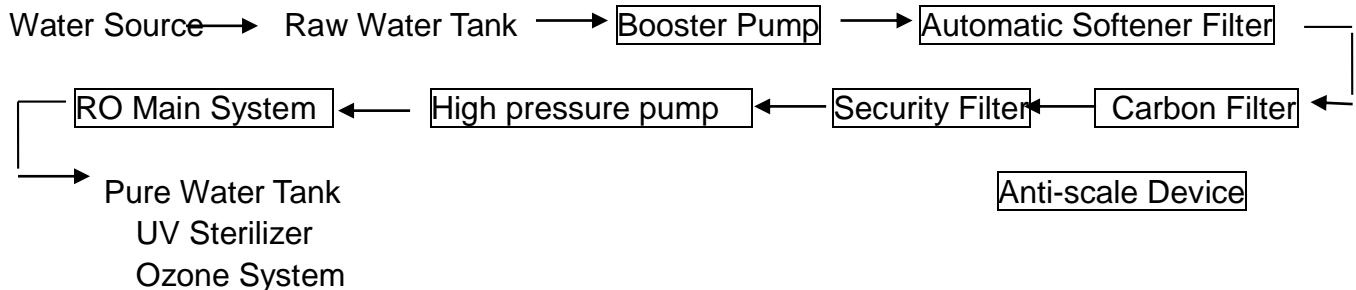 Water Source Raw Water Tank Booster Pump Automatic Softener Filter
RO Main System High pressure pump Security Filter Carbon Filter
Pure Water Tank Anti-scale Device
UV Sterilizer
Ozone System